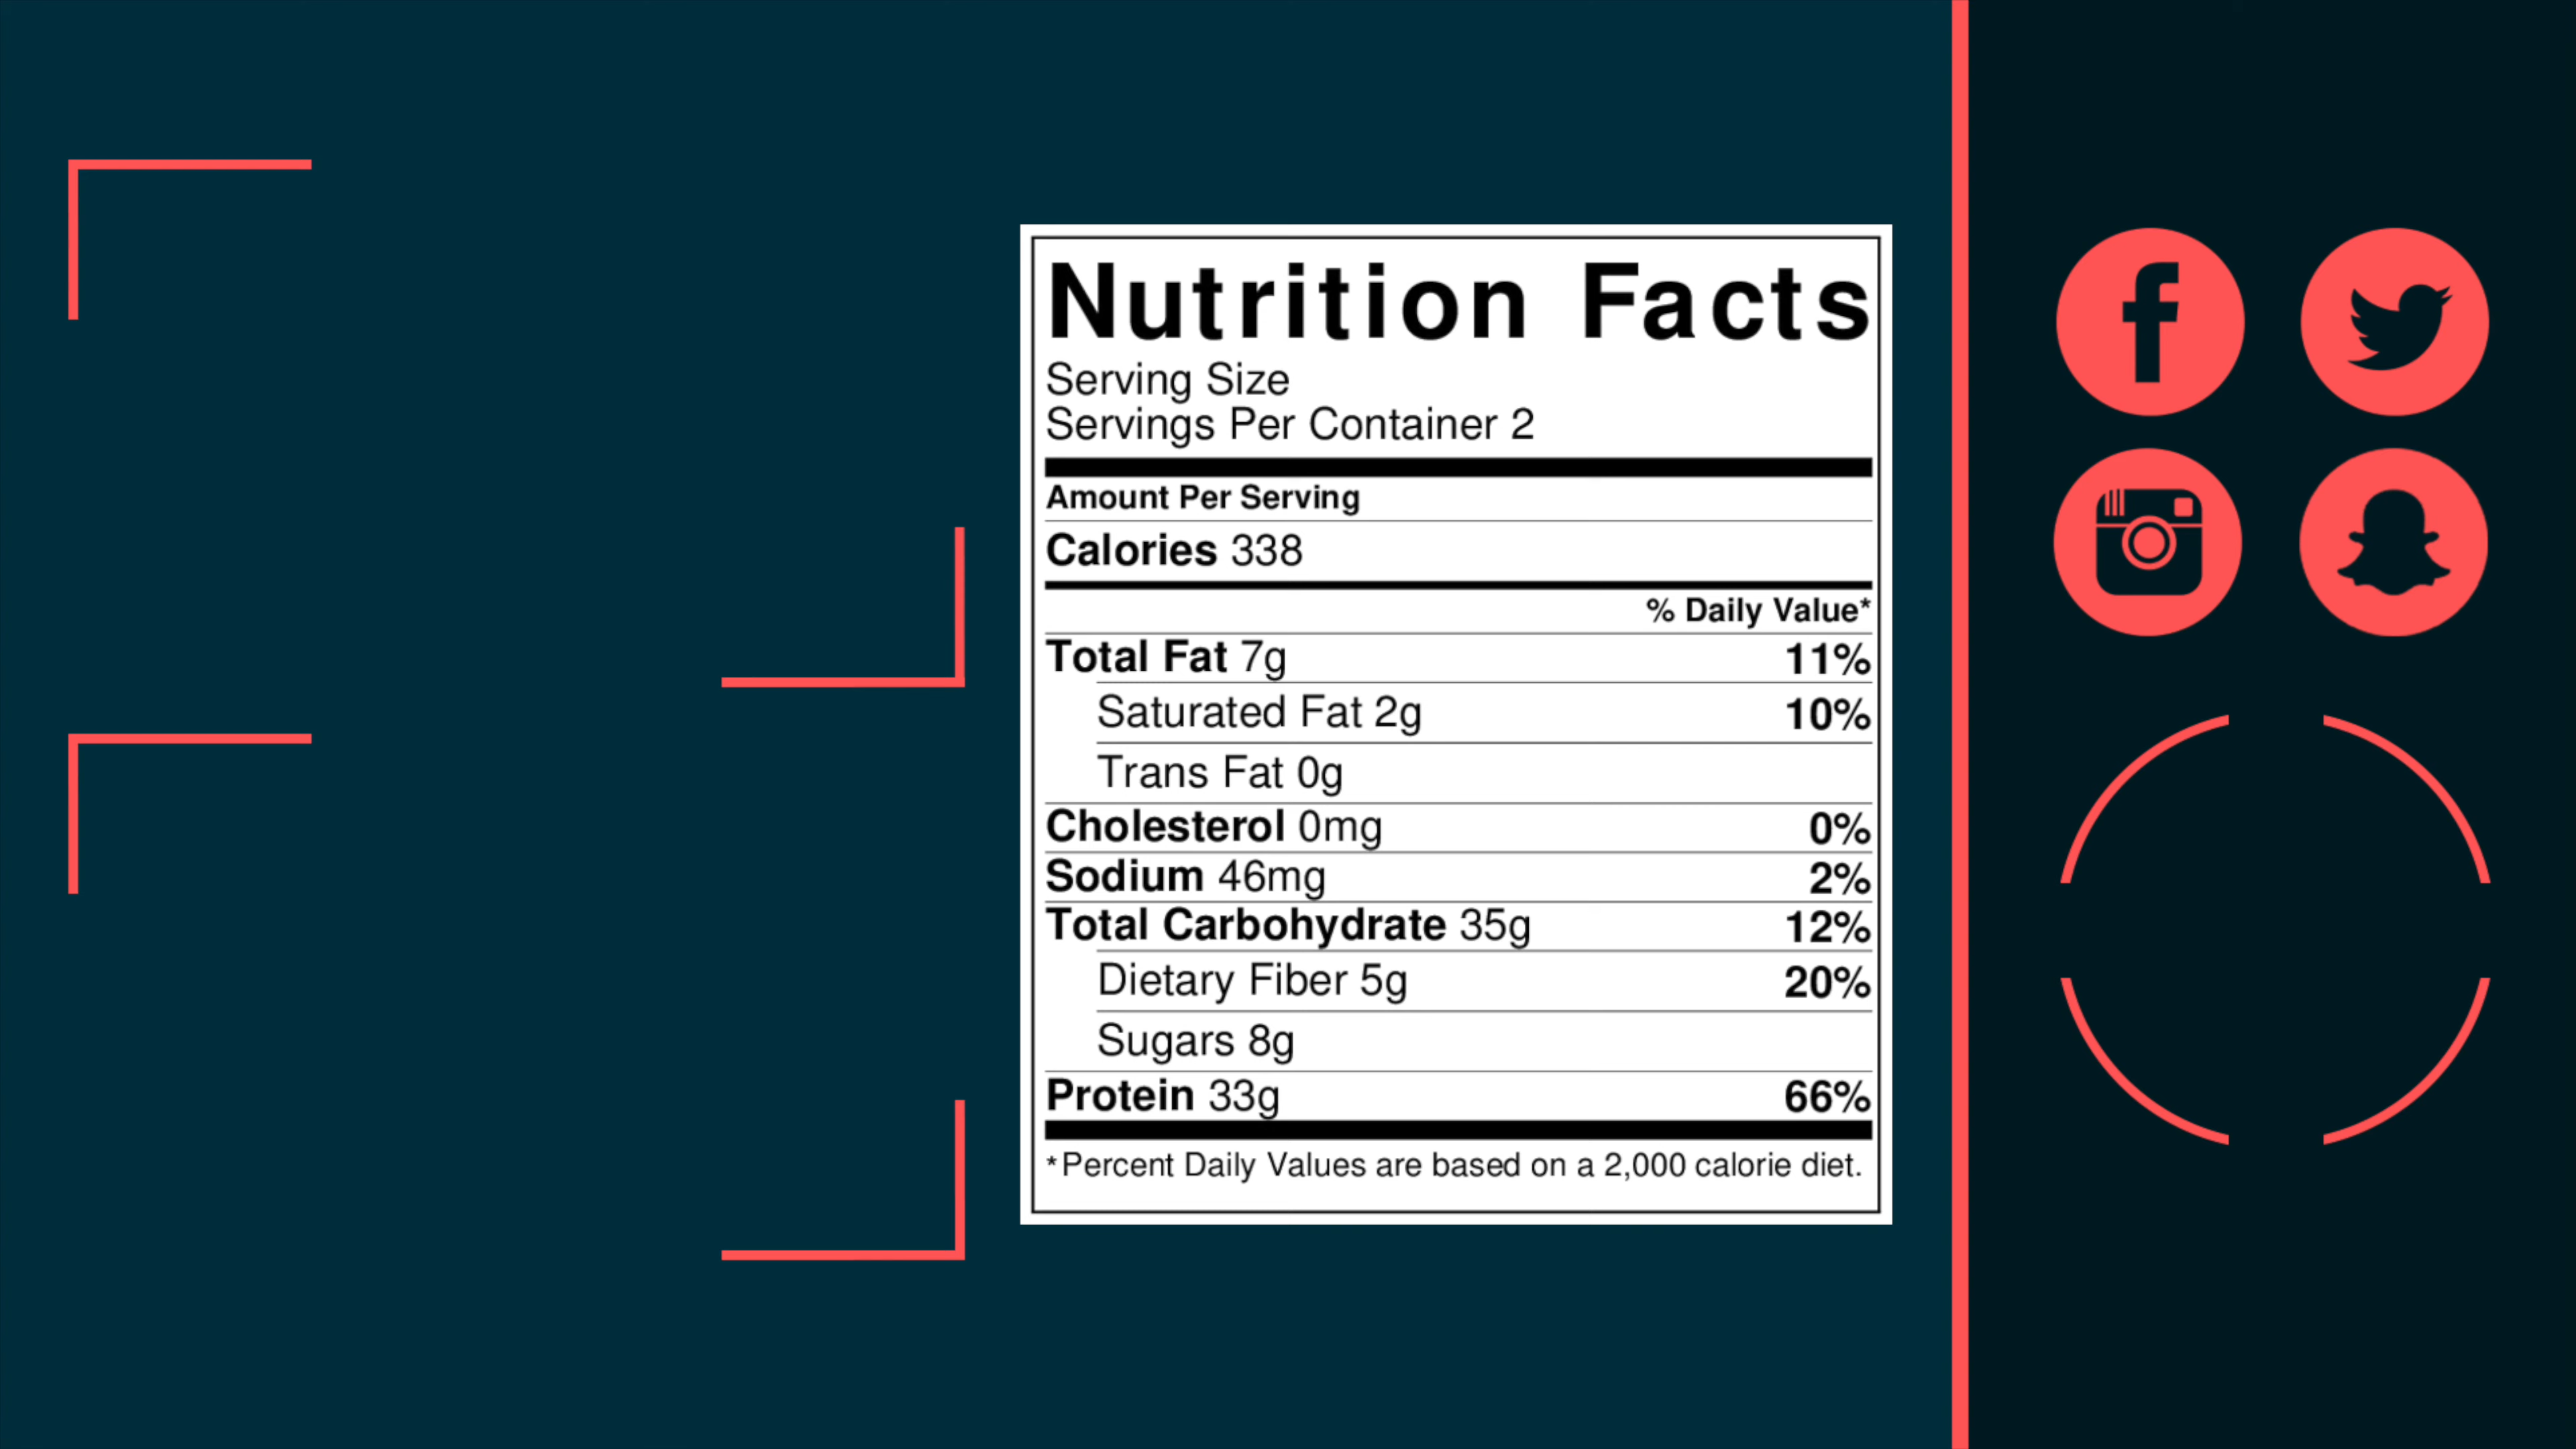 Nutrition Facts
Serving Size
Servings Per Container 2
Amount Per Serving
Calories 338
% Daily Value*
Total Fat 7g 11%
Saturated Fat 2g 10%
Trans Fat 0g
Cholesterol 0mg 0%
Sodium 46mg 2%
Total Carbohydrate 35g 12%
Dietary Fiber 5g 20%
Sugars 8g
Protein 33g 66%
*Percent Daily Values are based on a 2,000 calorie diet.